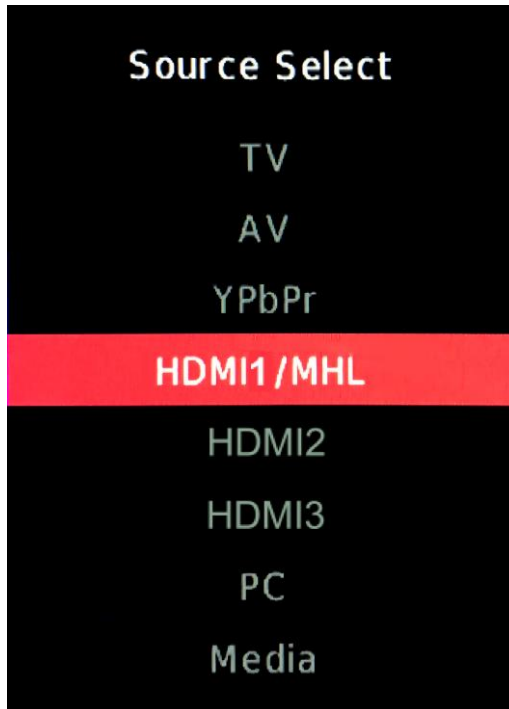 Source Select
TV
AV
YPbPr
HDMI1/MHL
HDMI2
HDMI3
PC
Media